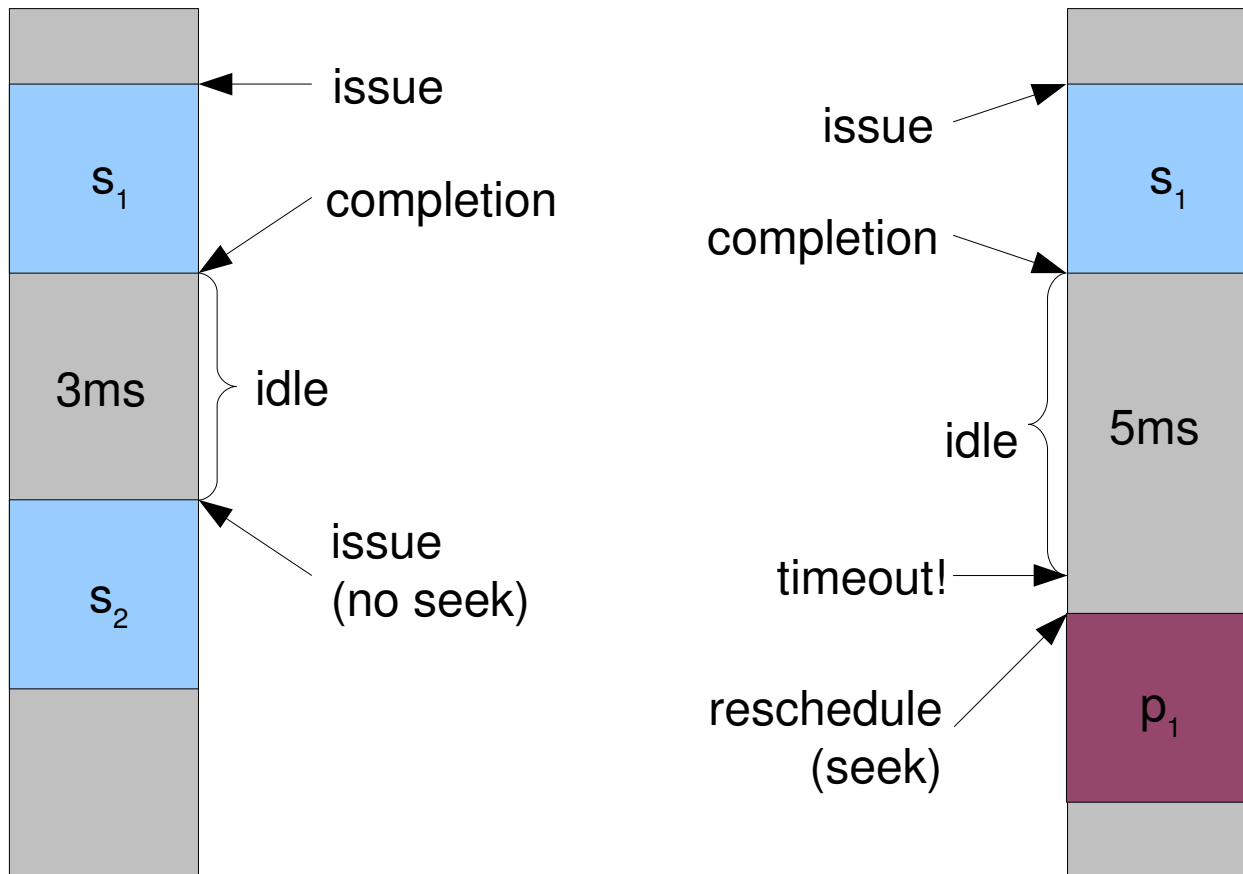 issue
s1
completion
3ms
idle
issue
(no seek)
s2
issue
s1
completion
5ms
idle
timeout!
reschedule
(seek)
p1